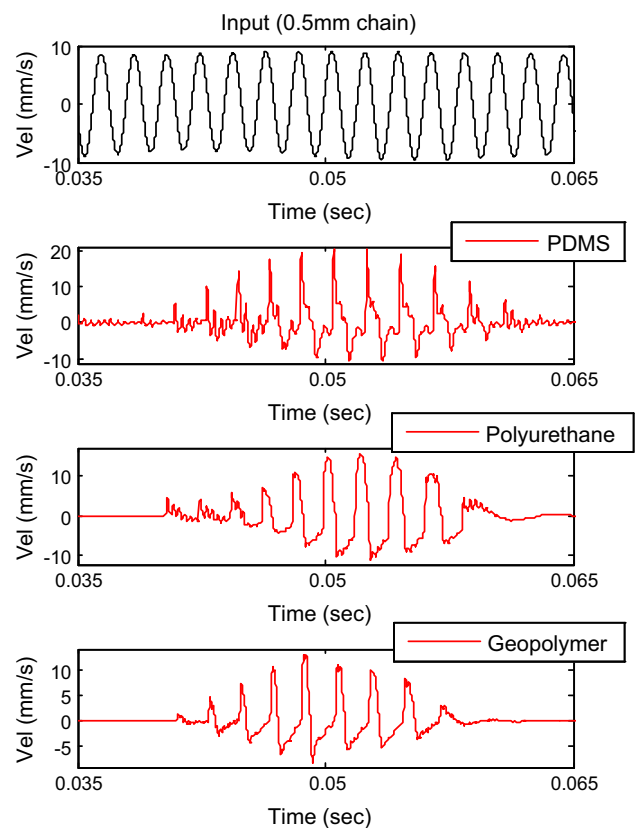 Input (0.5mm chain)
10
0
-10
Vel (mm/s)
0.035 0.05 0.065
Time (sec)
PDMS
20
10
0
-10
Vel (mm/s)
0.035 0.05 0.065
Time (sec)
Polyurethane
10
0
-10
Vel (mm/s)
0.035 0.05 0.065
Time (sec)
Geopolymer
10
5
0
-5
Vel (mm/s)
0.035 0.05 0.065
Time (sec)